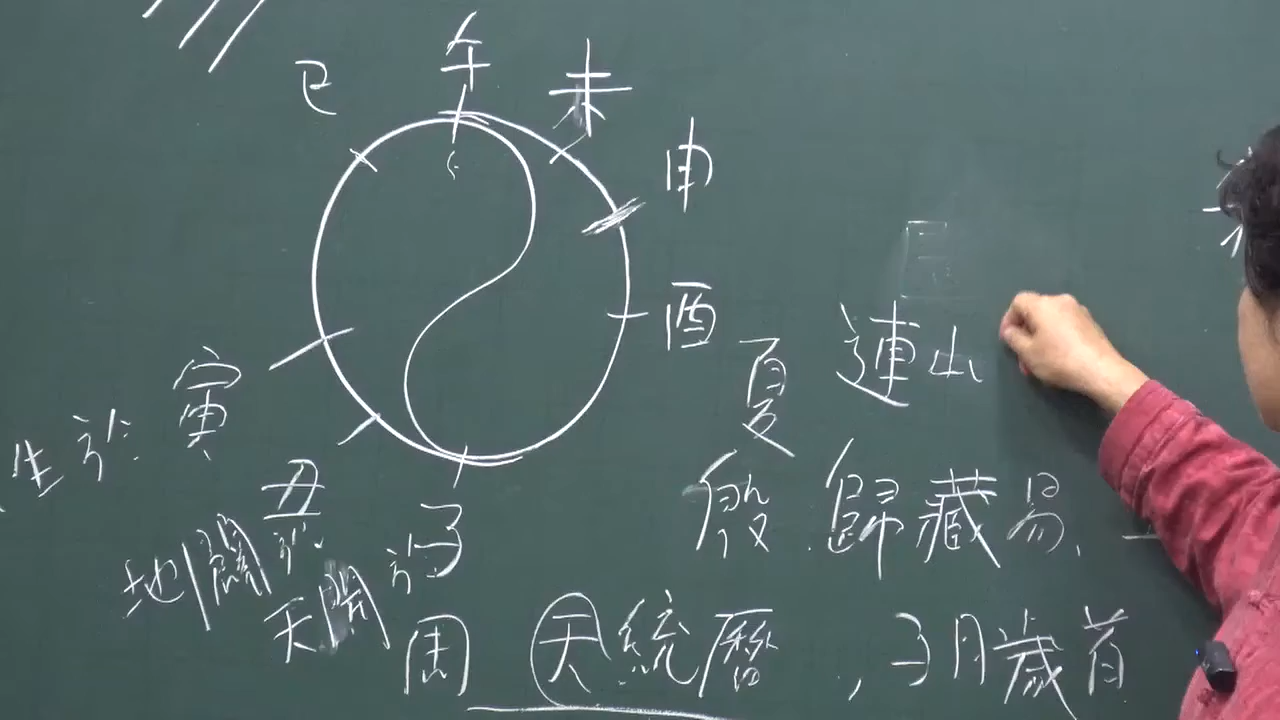 午
巳
未
申
酉
寅
生於
丑
於
地闢
子
於
天開
夏 連山
殷 歸藏易、
周 天統曆，子月歲首